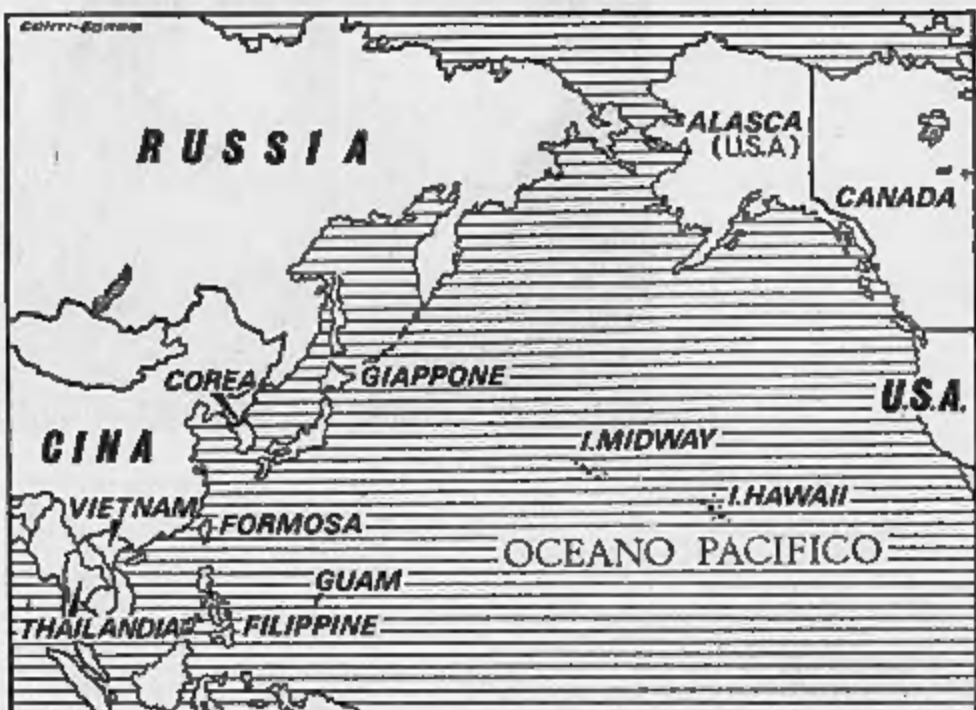 RUSSIA
ALASCA
(U.S.A)
CANADA
COREA
GIAPPONE
U.S.A.
CINA
I.MIDWAY
VIETNAM
I.HAWAII
FORMOSA
OCEANO PACIFICO
GUAM
THAILANDIA
FILIPPINE